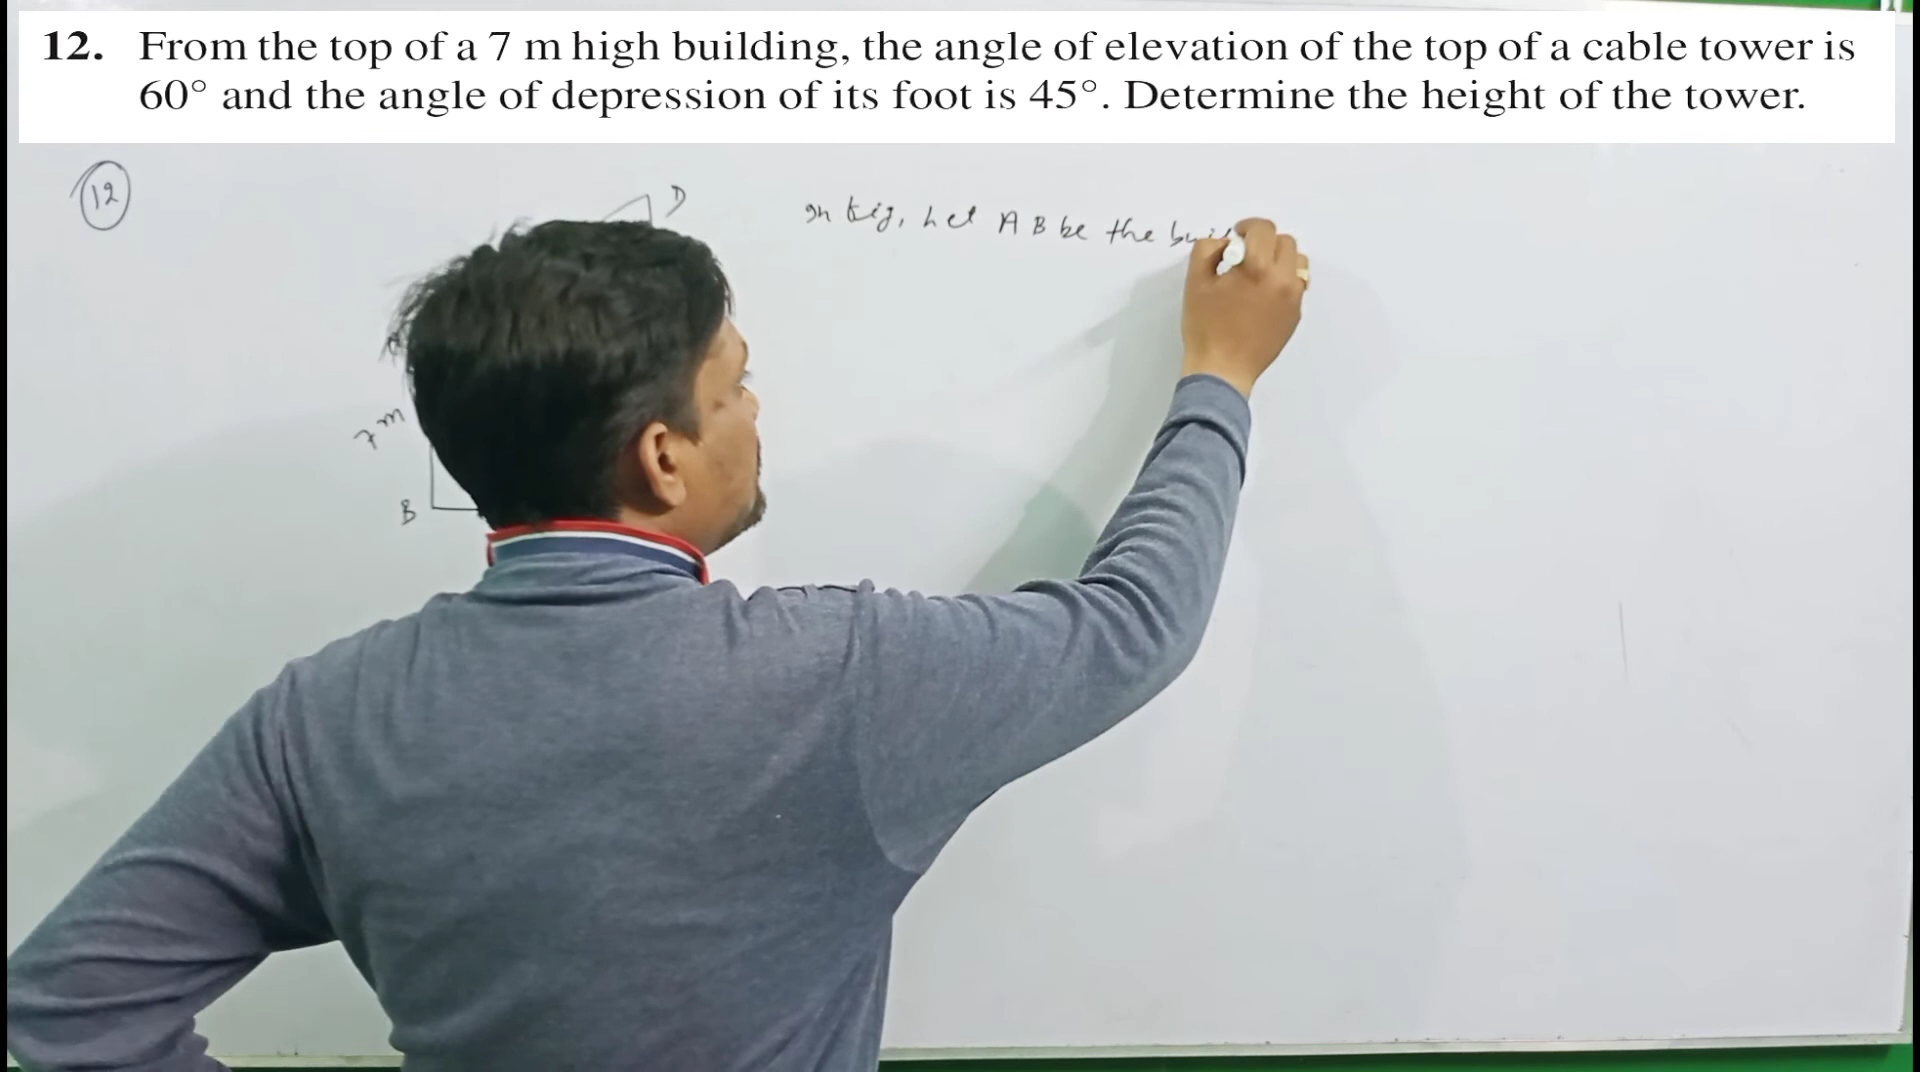 12. From the top of a 7 m high building, the angle of elevation of the top of a cable tower is
60° and the angle of depression of its foot is 45°. Determine the height of the tower.
12
D
In fig, Let AB be the
7 m
B